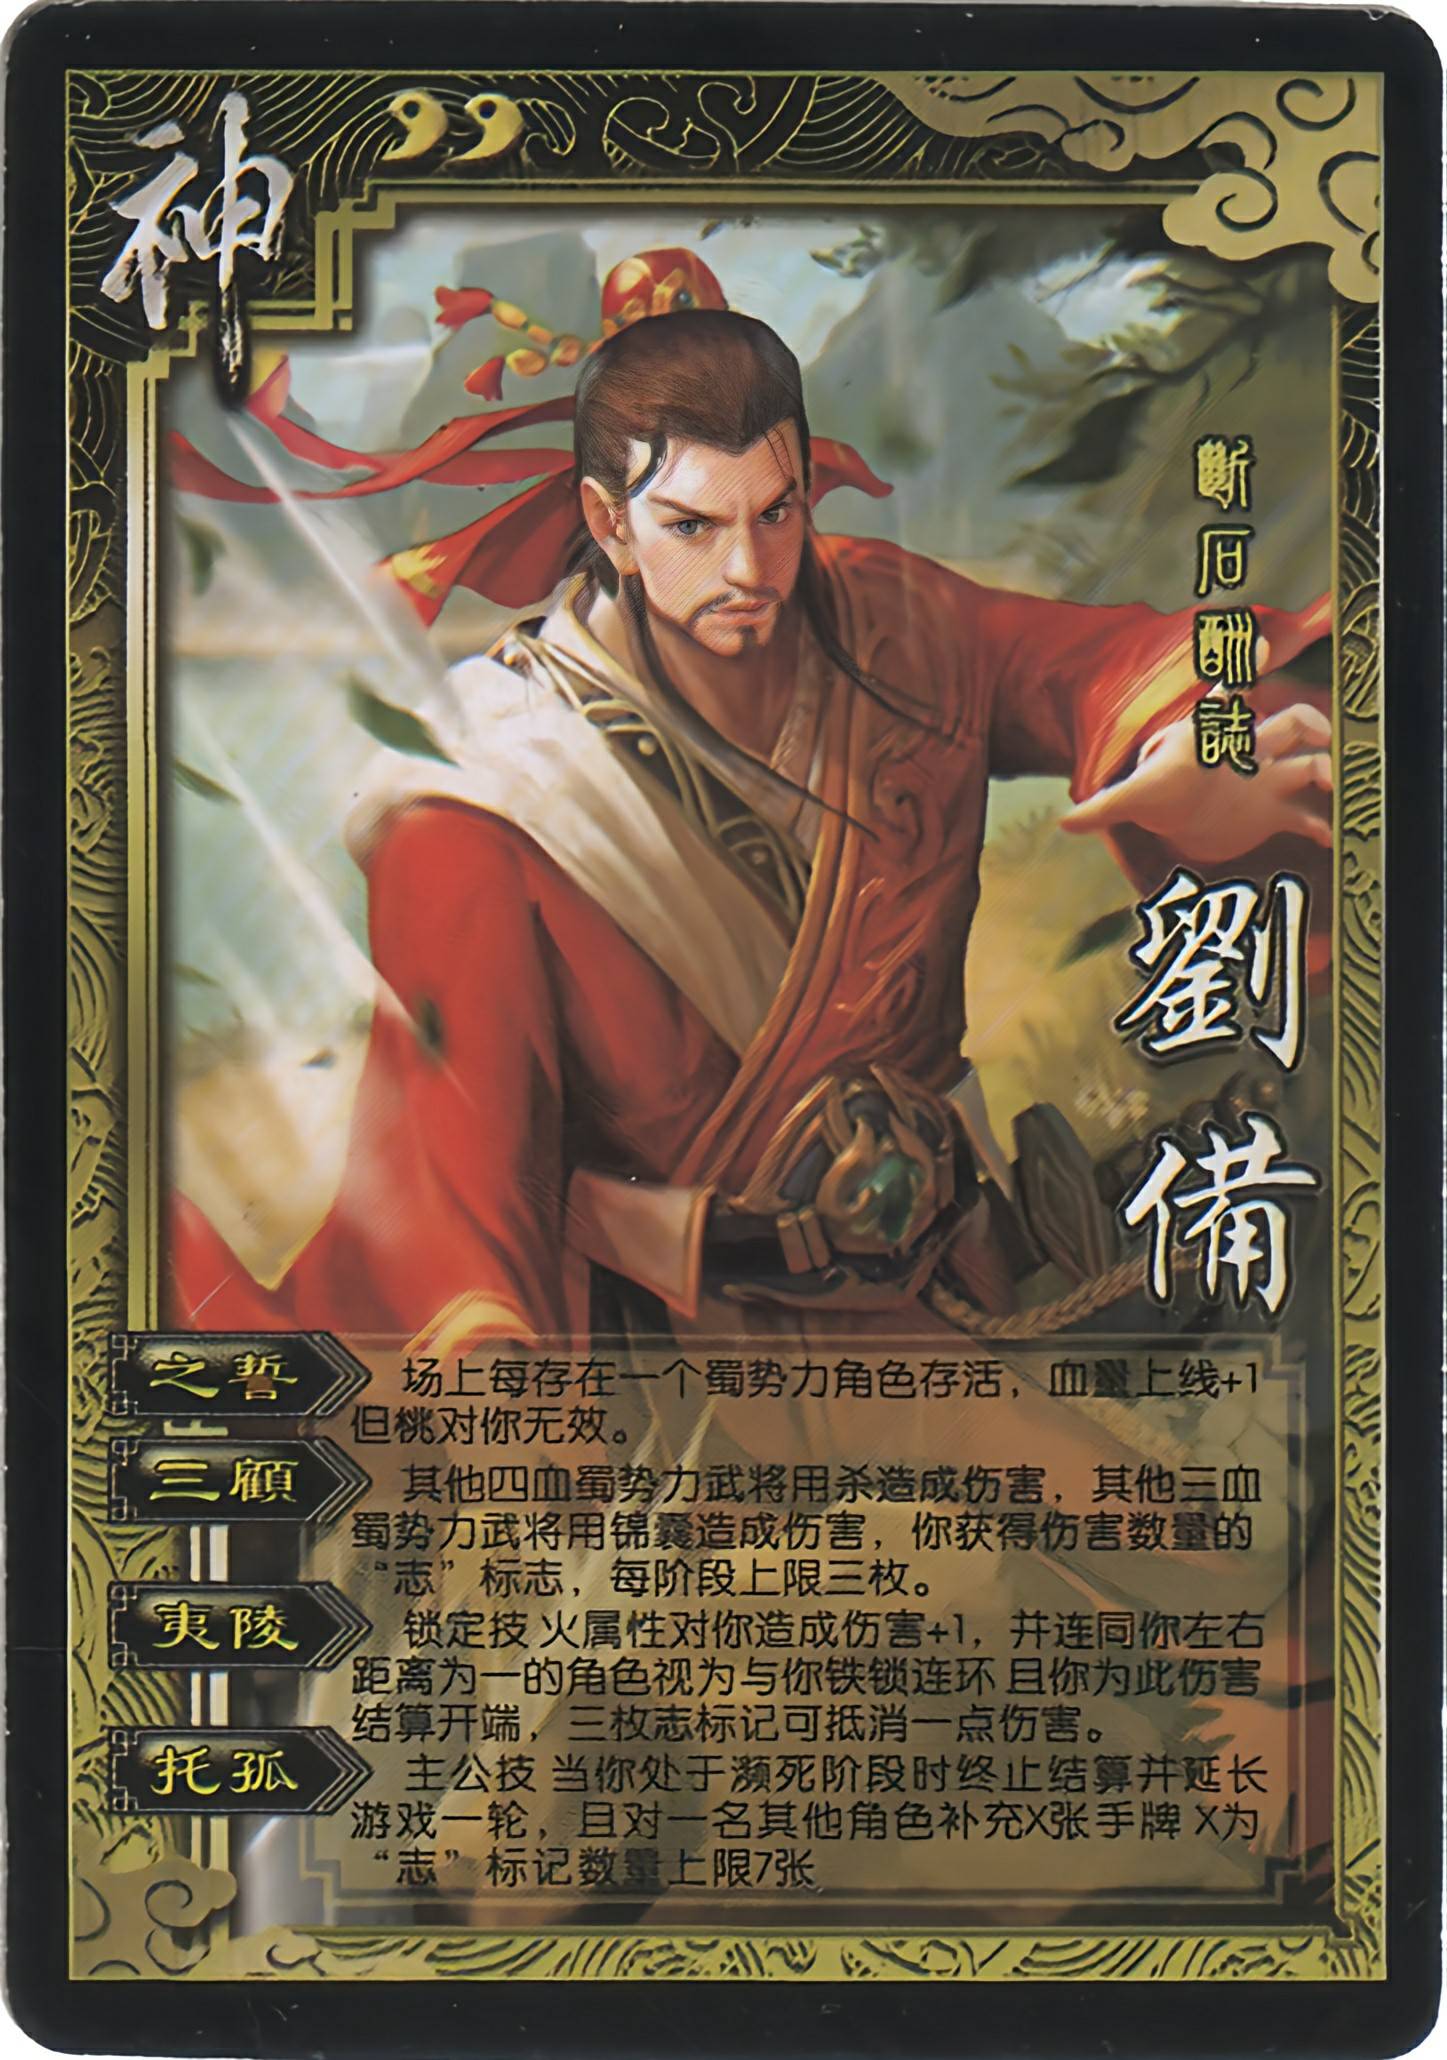 神
斷石酬誌
劉備
之誓
场上每存在一个蜀势力角色存活，血量上线+1
但桃对你无效。
三顧
其他四血蜀势力武将用杀造成伤害，其他三血
蜀势力武将用锦囊造成伤害，你获得伤害数量的
“志”标志，每阶段上限三枚。
夷陵
锁定技 火属性对你造成伤害+1，并连同你左右
距离为一的角色视为与你铁锁连环 且你为此伤害
结算开端，三枚志标记可抵消一点伤害。
托孤
主公技 当你处于濒死阶段时终止结算并延长
游戏一轮，且对一名其他角色补充X张手牌 X为
“志”标记数量上限7张